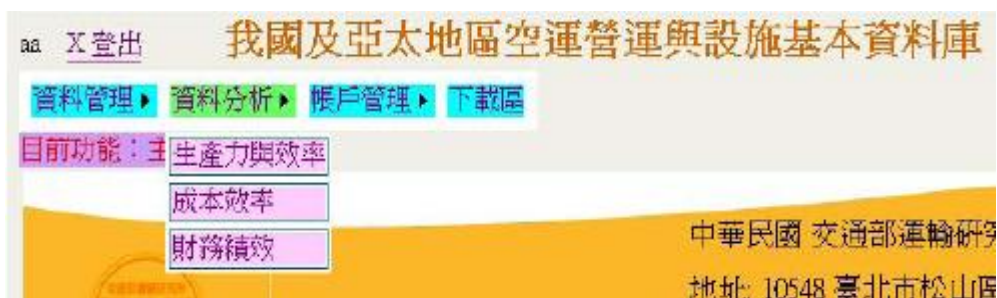 aa X 登出 我國及亞太地區空運營運與設施基本資料庫
資料管理▶ 資料分析▶ 帳戶管理▶ 下載區
目前功能：主
生產力與效率
成本效率
財務績效
中華民國 交通部運輸研究
地址: 10548 臺北市松山區